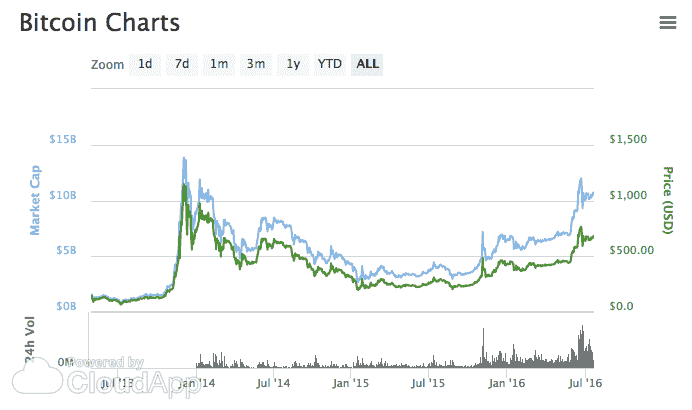 Bitcoin Charts
Zoom 1d 7d 1m 3m 1y YTD ALL
Market Cap
$15B
$10B
$5B
$0B
$1,500
$1,000
$500.00
$0.0
Price (USD)
24h Vol
0M
Powered by
CloudApp
Jul '13 Jan '14 Jul '14 Jan '15 Jul '15 Jan '16 Jul '16